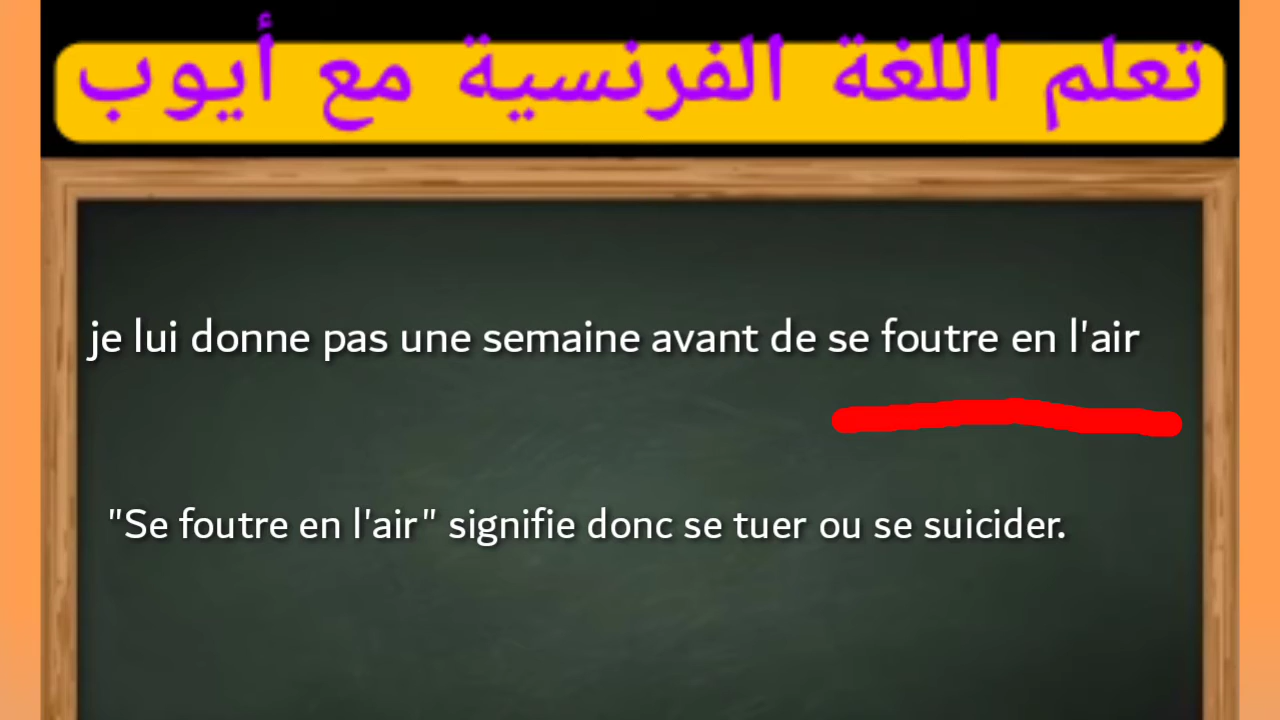 تعلم اللغة الفرنسية مع أيوب
je lui donne pas une semaine avant de se foutre en l'air
"Se foutre en l'air" signifie donc se tuer ou se suicider.